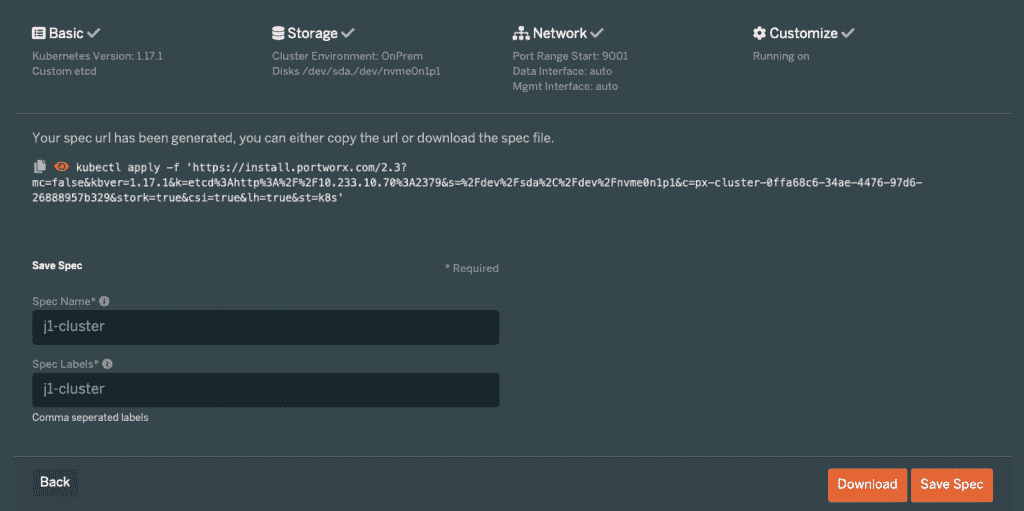 Basic
Kubernetes Version: 1.17.1
Custom etcd
Storage
Cluster Environment: OnPrem
Disks /dev/sda,/dev/nvme0n1p1
Network
Port Range Start: 9001
Data Interface: auto
Mgmt Interface: auto
Customize
Running on
Your spec url has been generated, you can either copy the url or download the spec file.
kubectl apply -f 'https://install.portworx.com/2.3?
mc=false&kbver=1.17.1&k=etcd%3Ahttp%3A%2F%2F10.233.10.70%3A2379&s=%2Fdev%2Fsda%2C%2Fdev%2Fnvme0n1p1&c=px-cluster-0ffa68c6-34ae-4476-97d6-
26888957b329&stork=true&csi=true&lh=true&st=k8s'
Save Spec
* Required
Spec Name*
j1-cluster
Spec Labels*
j1-cluster
Comma seperated labels
Back
Download
Save Spec